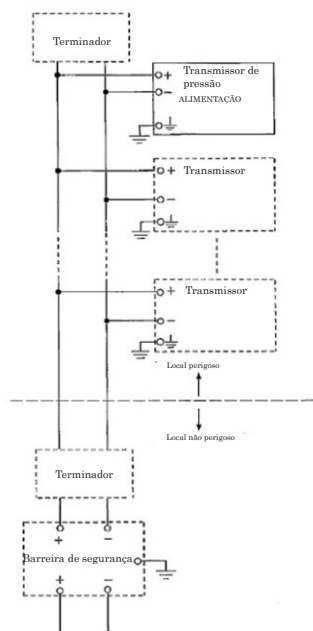 Terminador
+
Transmissor de
pressão
−
ALIMENTAÇÃO
+
Transmissor
−
+
Transmissor
−
Local perigoso
Local não perigoso
Terminador
+ −
Barreira de segurança
+ −